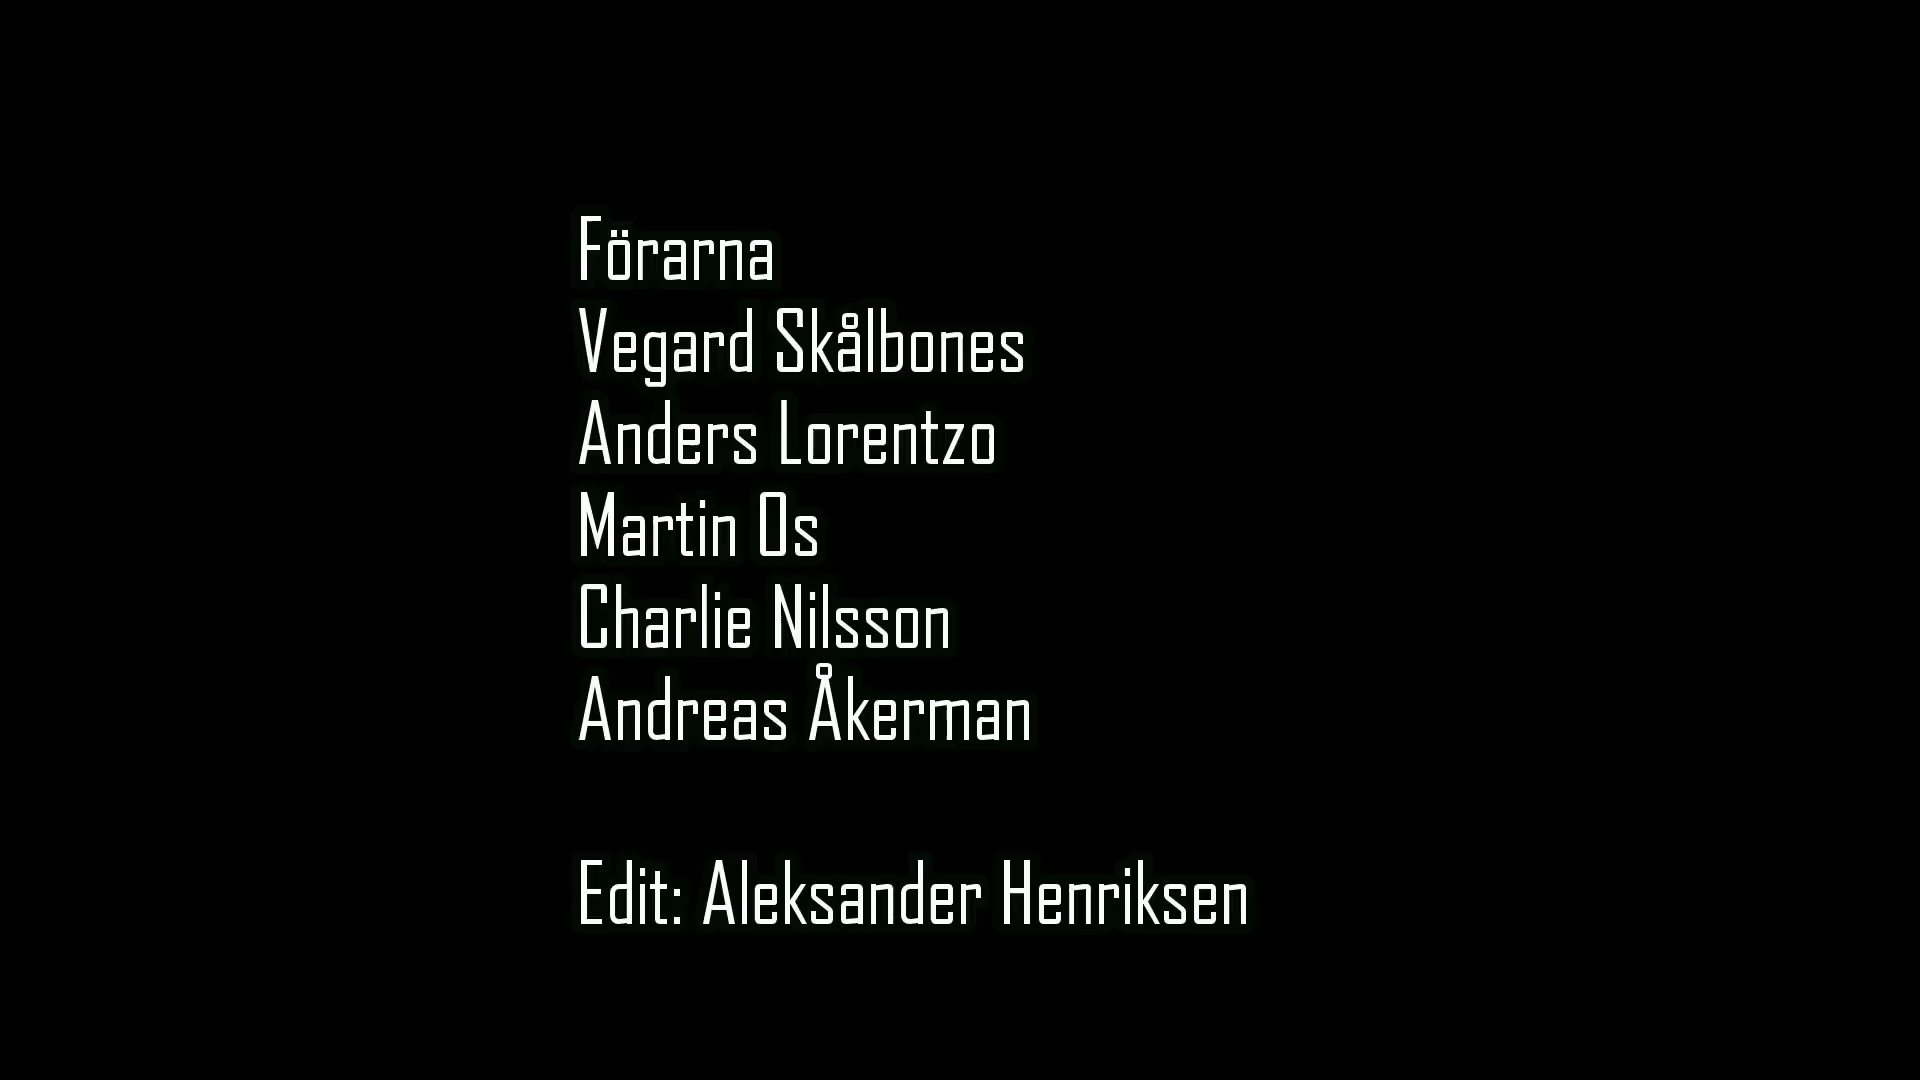 Förarna
Vegard Skålbones
Anders Lorentzo
Martin Os
Charlie Nilsson
Andreas Åkerman
Edit: Aleksander Henriksen